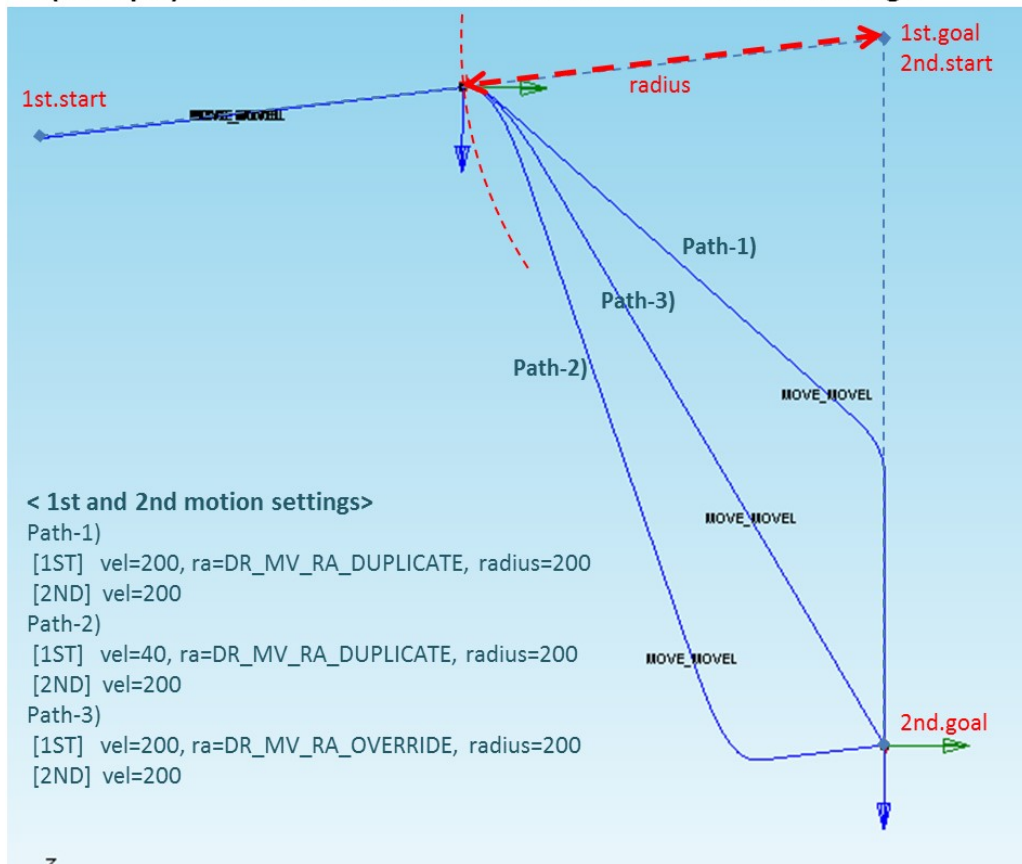 1st.goal
2nd.start
radius
1st.start
MOVE_MOVEL
Path-1)
Path-3)
Path-2)
MOVE_MOVEL
MOVE_MOVEL
MOVE_MOVEL
< 1st and 2nd motion settings>
Path-1)
[1ST] vel=200, ra=DR_MV_RA_DUPLICATE, radius=200
[2ND] vel=200
Path-2)
[1ST] vel=40, ra=DR_MV_RA_DUPLICATE, radius=200
[2ND] vel=200
Path-3)
[1ST] vel=200, ra=DR_MV_RA_OVERRIDE, radius=200
[2ND] vel=200
2nd.goal